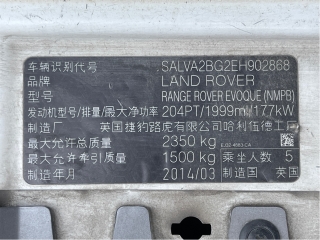 车辆识别代号 SALVA2BG2EH902868
品牌 LAND ROVER
型号 RANGE ROVER EVOQUE (NMPB)
发动机型号/排量/最大净功率 204PT/1999ml/177kW
制造厂 英国捷豹路虎有限公司哈利伍德工厂
最大允许总质量 2350 kg
最大允许牵引质量 1500 kg 乘坐人数 5
制造年月 2014/03 制造国 英国